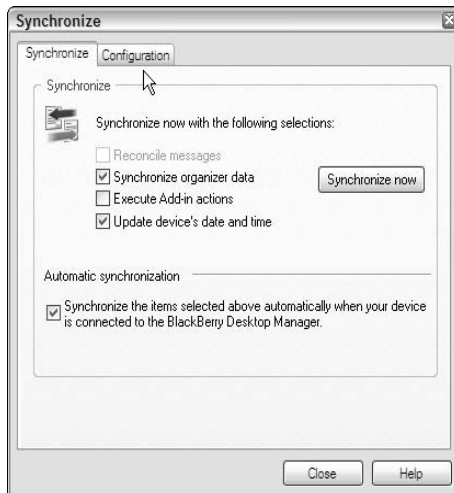 Synchronize
Synchronize Configuration
Synchronize
Synchronize now with the following selections:
Reconcile messages
Synchronize organizer data
Synchronize now
Execute Add-in actions
Update device's date and time
Automatic synchronization
Synchronize the items selected above automatically when your device
is connected to the BlackBerry Desktop Manager.
Close Help